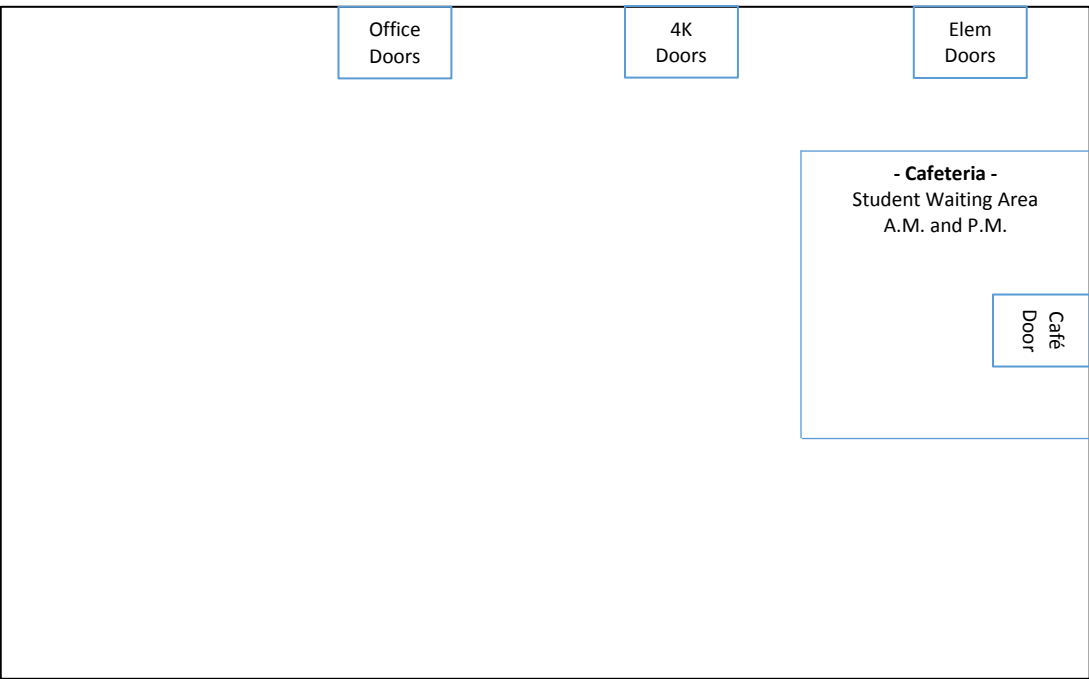 Office
Doors
4K
Doors
Elem
Doors
- Cafeteria -
Student Waiting Area
A.M. and P.M.
Café
Door